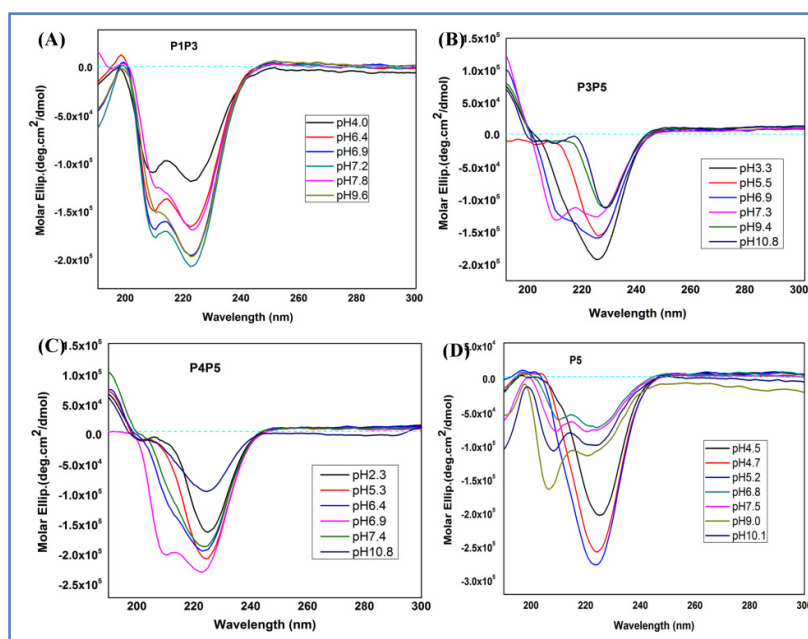 (A)
P1P3
0.0
-5.0x10⁴
-1.0x10⁵
-1.5x10⁵
-2.0x10⁵
Molar Ellip.(deg.cm²/dmol)
pH4.0
pH6.4
pH6.9
pH7.2
pH7.8
pH9.6
200 220 240 260 280 300
Wavelength (nm)
(B)
P3P5
1.5x10⁵
1.0x10⁵
5.0x10⁴
0.0
-5.0x10⁴
-1.0x10⁵
-1.5x10⁵
-2.0x10⁵
Molar Ellip.(deg.cm²/dmol)
pH3.3
pH5.5
pH6.9
pH7.3
pH9.4
pH10.8
200 220 240 260 280 300
Wavelength (nm)
(C)
P4P5
1.5x10⁵
1.0x10⁵
5.0x10⁴
0.0
-5.0x10⁴
-1.0x10⁵
-1.5x10⁵
-2.0x10⁵
-2.5x10⁵
Molar Ellip.(deg.cm²/dmol)
pH2.3
pH5.3
pH6.4
pH6.9
pH7.4
pH10.8
200 220 240 260 280 300
Wavelength (nm)
(D)
P5
5.0x10⁴
0.0
-5.0x10⁴
-1.0x10⁵
-1.5x10⁵
-2.0x10⁵
-2.5x10⁵
-3.0x10⁵
Molar Ellip.(deg.cm²/dmol)
pH4.5
pH4.7
pH5.2
pH6.8
pH7.5
pH9.0
pH10.1
200 220 240 260 280 300
Wavelength (nm)